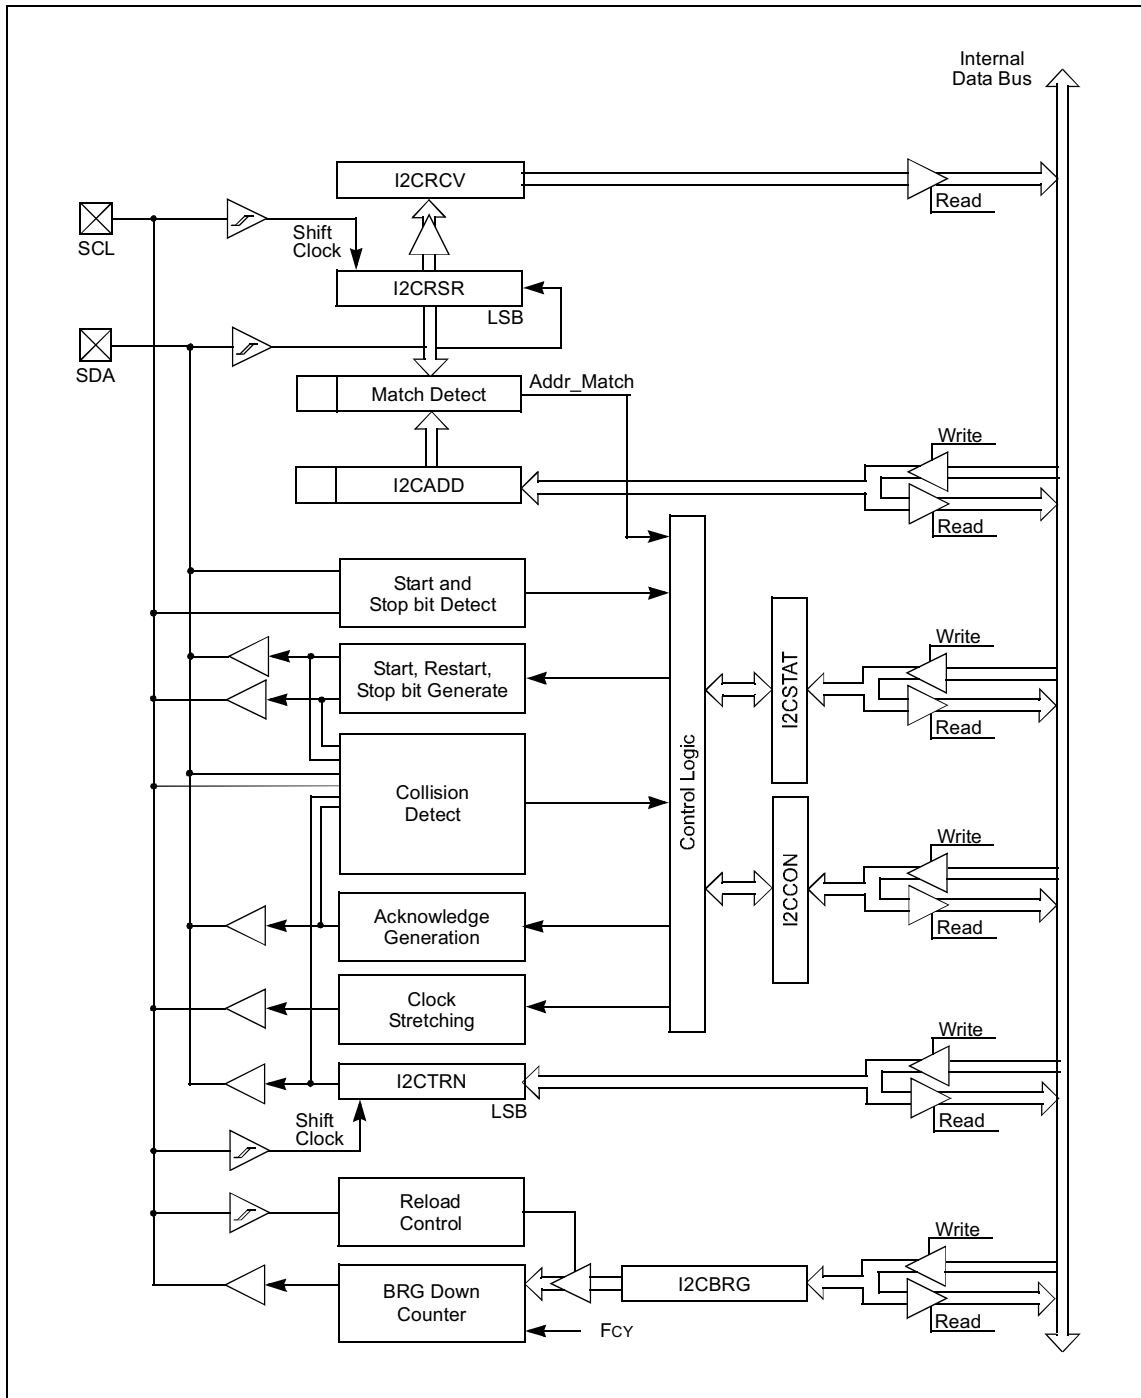 Internal
Data Bus
I2CRCV
Read
SCL
Shift
Clock
I2CRSR
LSB
SDA
Match Detect
Addr_Match
Write
I2CADD
Read
Start and
Stop bit Detect
Start, Restart,
Stop bit Generate
Write
I2CSTAT
Read
Control Logic
Collision
Detect
Write
I2CCON
Read
Acknowledge
Generation
Clock
Stretching
Write
I2CTRN
LSB
Read
Shift
Clock
Reload
Control
Write
BRG Down
Counter
I2CBRG
Read
FCY